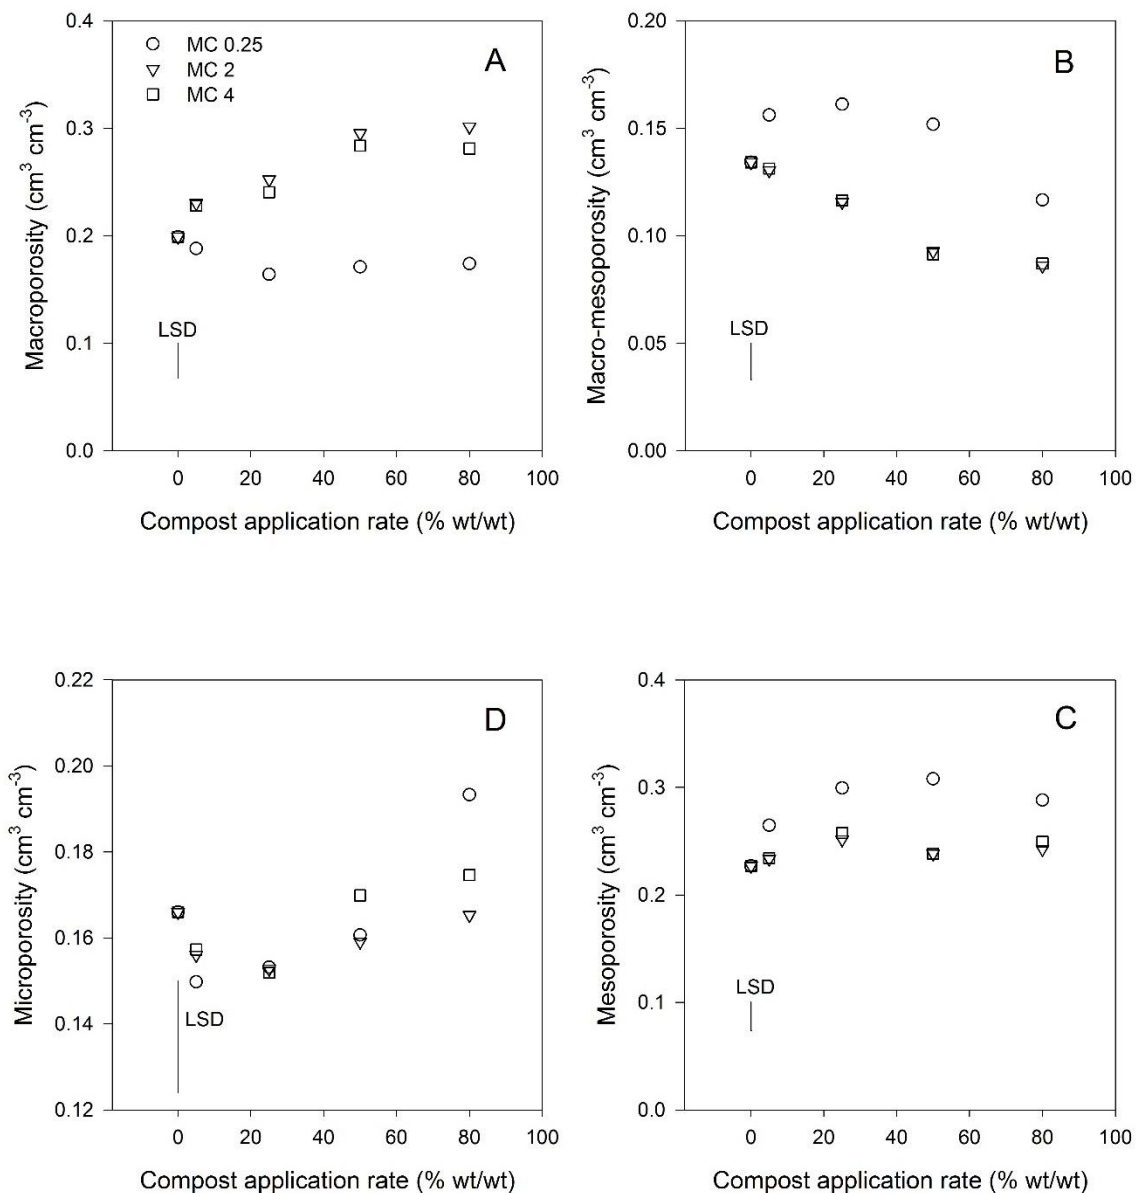 0.4
MC 0.25
MC 2
MC 4
A
0.3
0.2
0.1
0.0
LSD
Macroporosity (cm³ cm⁻³)
0 20 40 60 80 100
Compost application rate (% wt/wt)
0.20
B
0.15
0.10
0.05
0.00
LSD
Macro-mesoporosity (cm³ cm⁻³)
0 20 40 60 80 100
Compost application rate (% wt/wt)
0.22
D
0.20
0.18
0.16
0.14
0.12
LSD
Microporosity (cm³ cm⁻³)
0 20 40 60 80 100
Compost application rate (% wt/wt)
0.4
C
0.3
0.2
0.1
0.0
LSD
Mesoporosity (cm³ cm⁻³)
0 20 40 60 80 100
Compost application rate (% wt/wt)